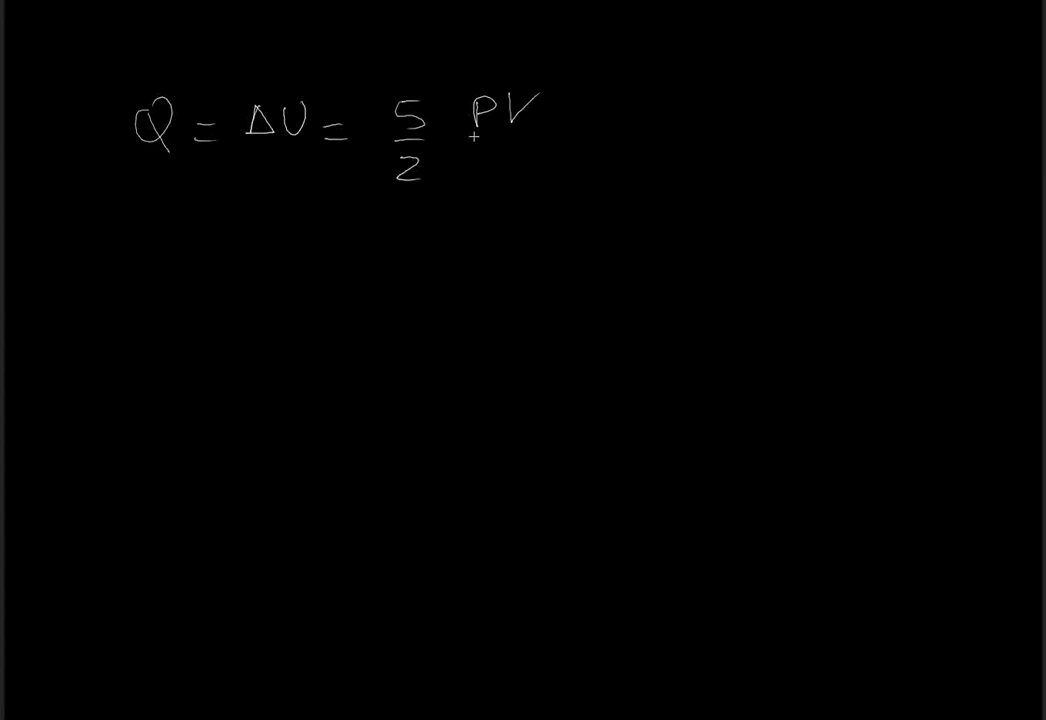 Q = ΔU = 5/2 PV